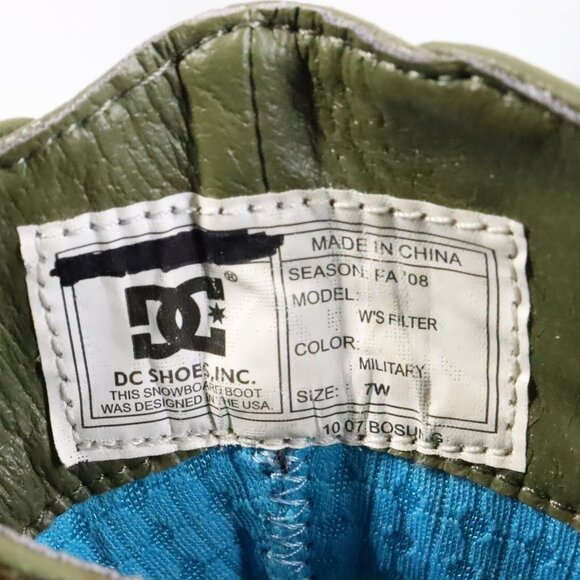 DC
®
DC SHOES, INC.
THIS SNOWBOARD BOOT
WAS DESIGNED IN THE USA.
MADE IN CHINA
SEASON: FA '08
MODEL:
W'S FILTER
COLOR:
MILITARY
SIZE: 7W
10 07 BOSUNG